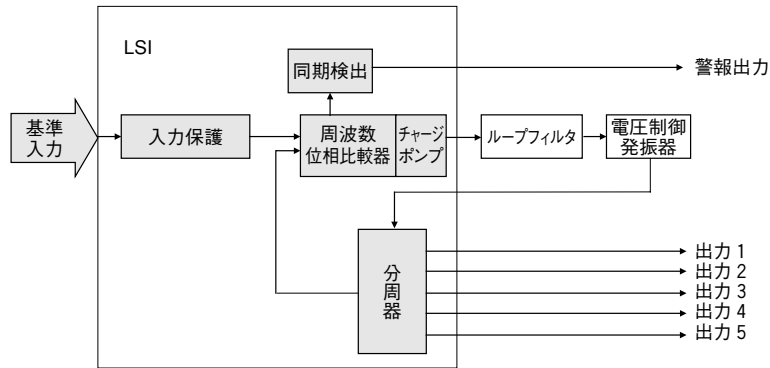 LSI
同期検出
警報出力
基準
入力
入力保護
周波数
位相比較器
チャージ
ポンプ
ループフィルタ
電圧制御
発振器
分周器
出力 1
出力 2
出力 3
出力 4
出力 5